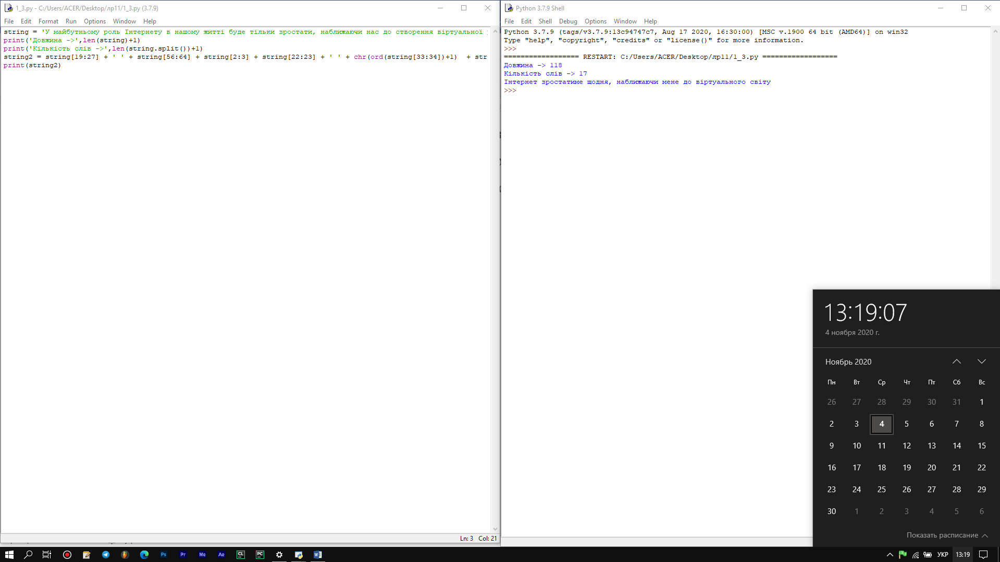 1_3.py - C:/Users/ACER/Desktop/лр11/1_3.py (3.7.9)
File Edit Format Run Options Window Help
string = 'У майбутньому роль Інтернету в нашому житті буде тільки зростати, наближаючи нас до створення віртуальної
print('Довжина ->',len(string)+1)
print('Кількість слів ->',len(string.split())+1)
string2 = string[19:27] + ' ' + string[56:64] + string[2:3] + string[22:23] + ' ' + chr(ord(string[33:34])+1)  + str
print(string2)
Ln: 3 Col: 21
Python 3.7.9 Shell
File Edit Shell Debug Options Window Help
Python 3.7.9 (tags/v3.7.9:13c94747c7, Aug 17 2020, 16:30:00) [MSC v.1900 64 bit (AMD64)] on win32
Type "help", "copyright", "credits" or "license()" for more information.
>>>
================== RESTART: C:/Users/ACER/Desktop/лр11/1_3.py ==================
Довжина -> 118
Кількість слів -> 17
Інтернет зростатиме щодня, наближаючи мене до віртуального світу
>>>
13:19:07
4 ноября 2020 г.
Ноябрь 2020
Пн Вт Ср Чт Пт Сб Вс
26 27 28 29 30 31 1
2 3 4 5 6 7 8
9 10 11 12 13 14 15
16 17 18 19 20 21 22
23 24 25 26 27 28 29
30 1 2 3 4 5 6
Показать расписание
Ps Pr Me Ae CL PC
УКР 13:19